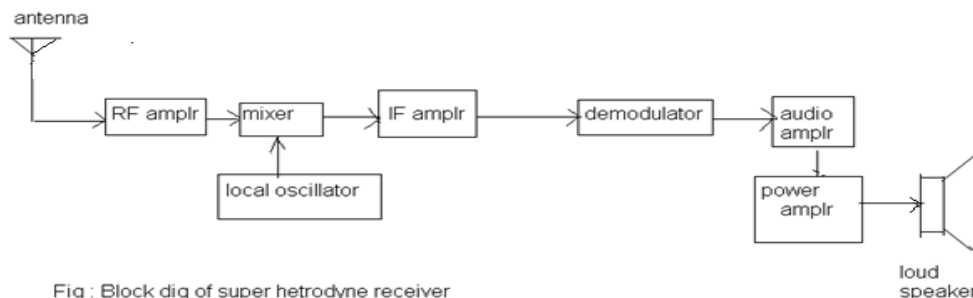 antenna
RF amplr
mixer
IF amplr
demodulator
audio
amplr
local oscillator
power
amplr
loud
speaker
Fig : Block dig of super hetrodyne receiver